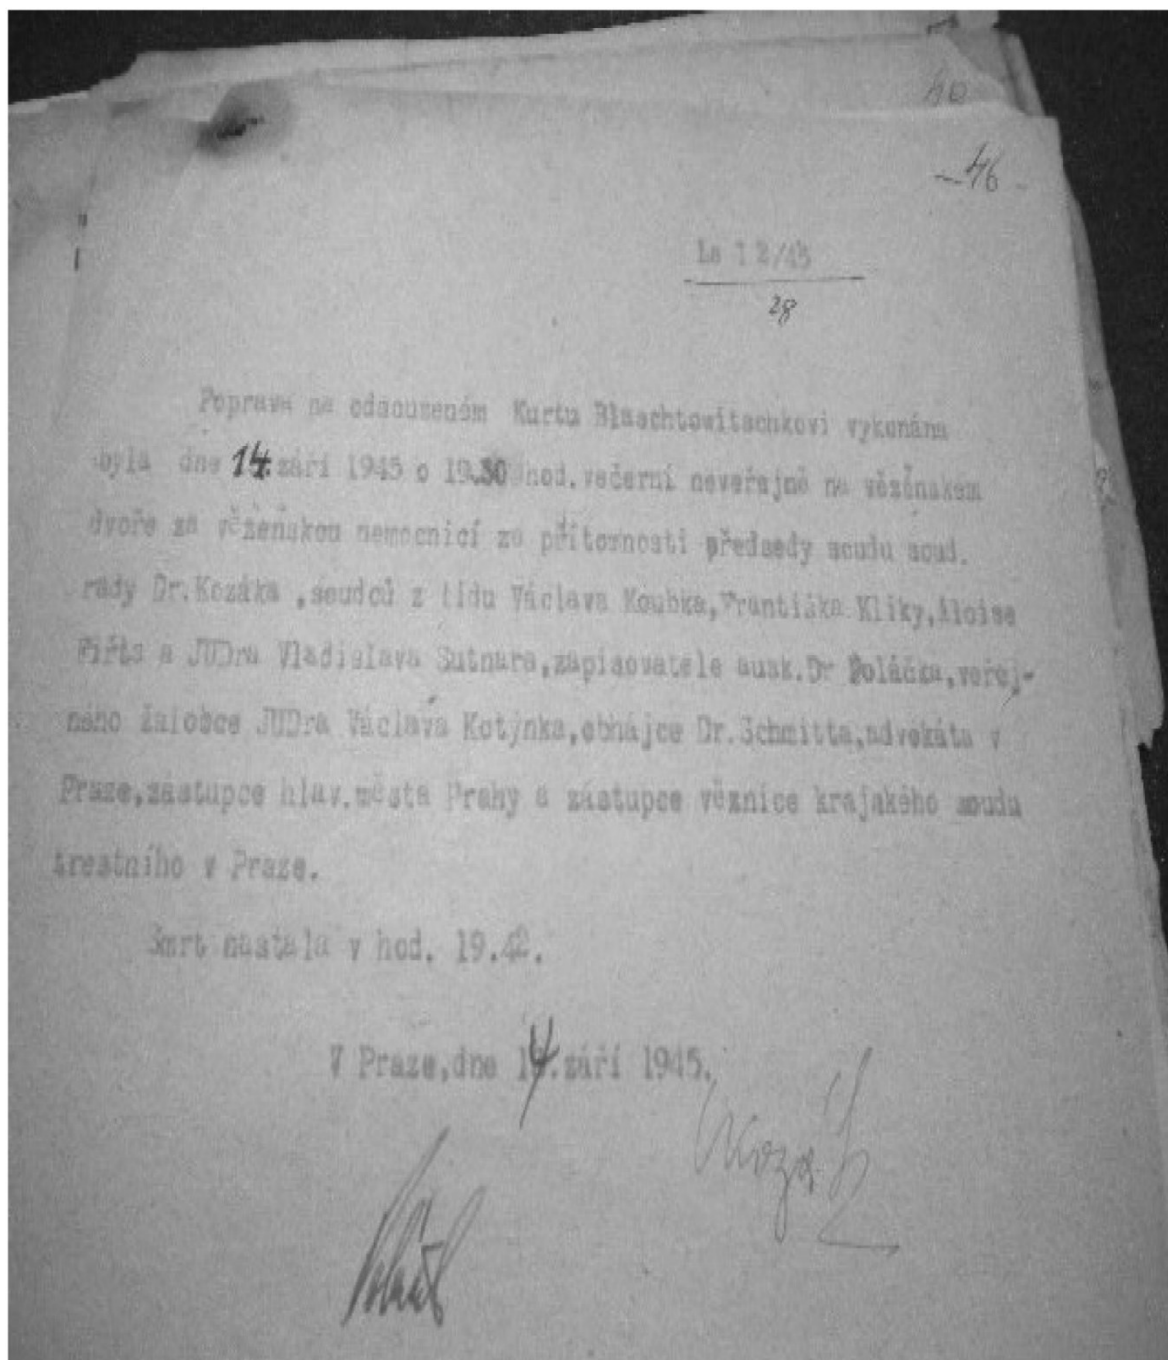 40
- 46 -
Ls 12/45
28
Poprava na odsouzeném Kurtu Blaschtowitschkovi vykonána
byla dne 14. září 1945 o 19.30 hod. večerní neveřejně na vězeňském
dvoře za vězeňskou nemocnicí za přítomnosti předsedy soudu soud.
rady Dr.Kozáka ,soudců z lidu Václava Koubka,Františka Kliky,Aloise
a JUDra Vladislava Sutnara,zapisovatele ausk.Dr Poláčka,veřej-
ného žalobce JUDra Václava Kotýnka,obhájce Dr.Schmitta,advokáta v
Praze,zástupce hlav.města Prahy a zástupce věznice krajského soudu
trestního v Praze.
Smrt nastala v hod. 19.42.
V Praze,dne 14.září 1945.
Kozák